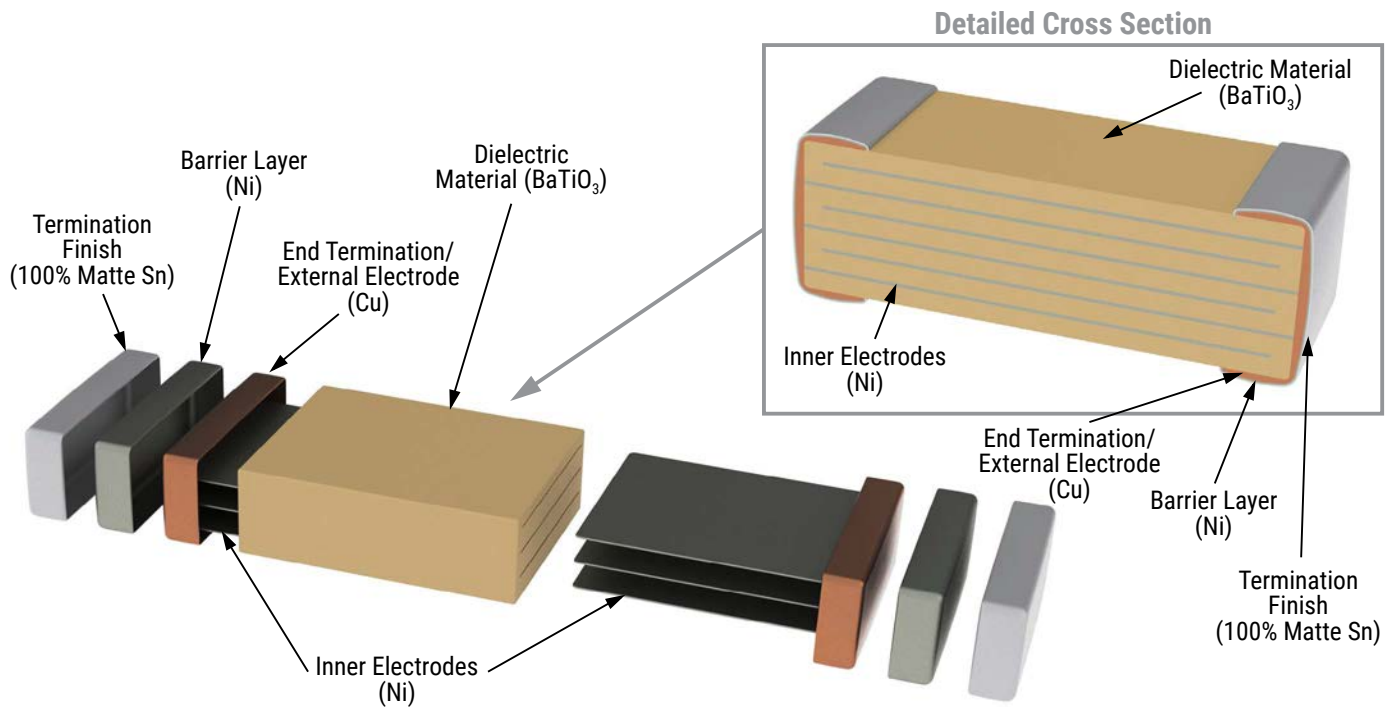 Detailed Cross Section
Dielectric Material
(BaTiO₃)
Inner Electrodes
(Ni)
End Termination/
External Electrode
(Cu)
Barrier Layer
(Ni)
Termination
Finish
(100% Matte Sn)
Termination
Finish
(100% Matte Sn)
Barrier Layer
(Ni)
End Termination/
External Electrode
(Cu)
Dielectric
Material (BaTiO₃)
Inner Electrodes
(Ni)